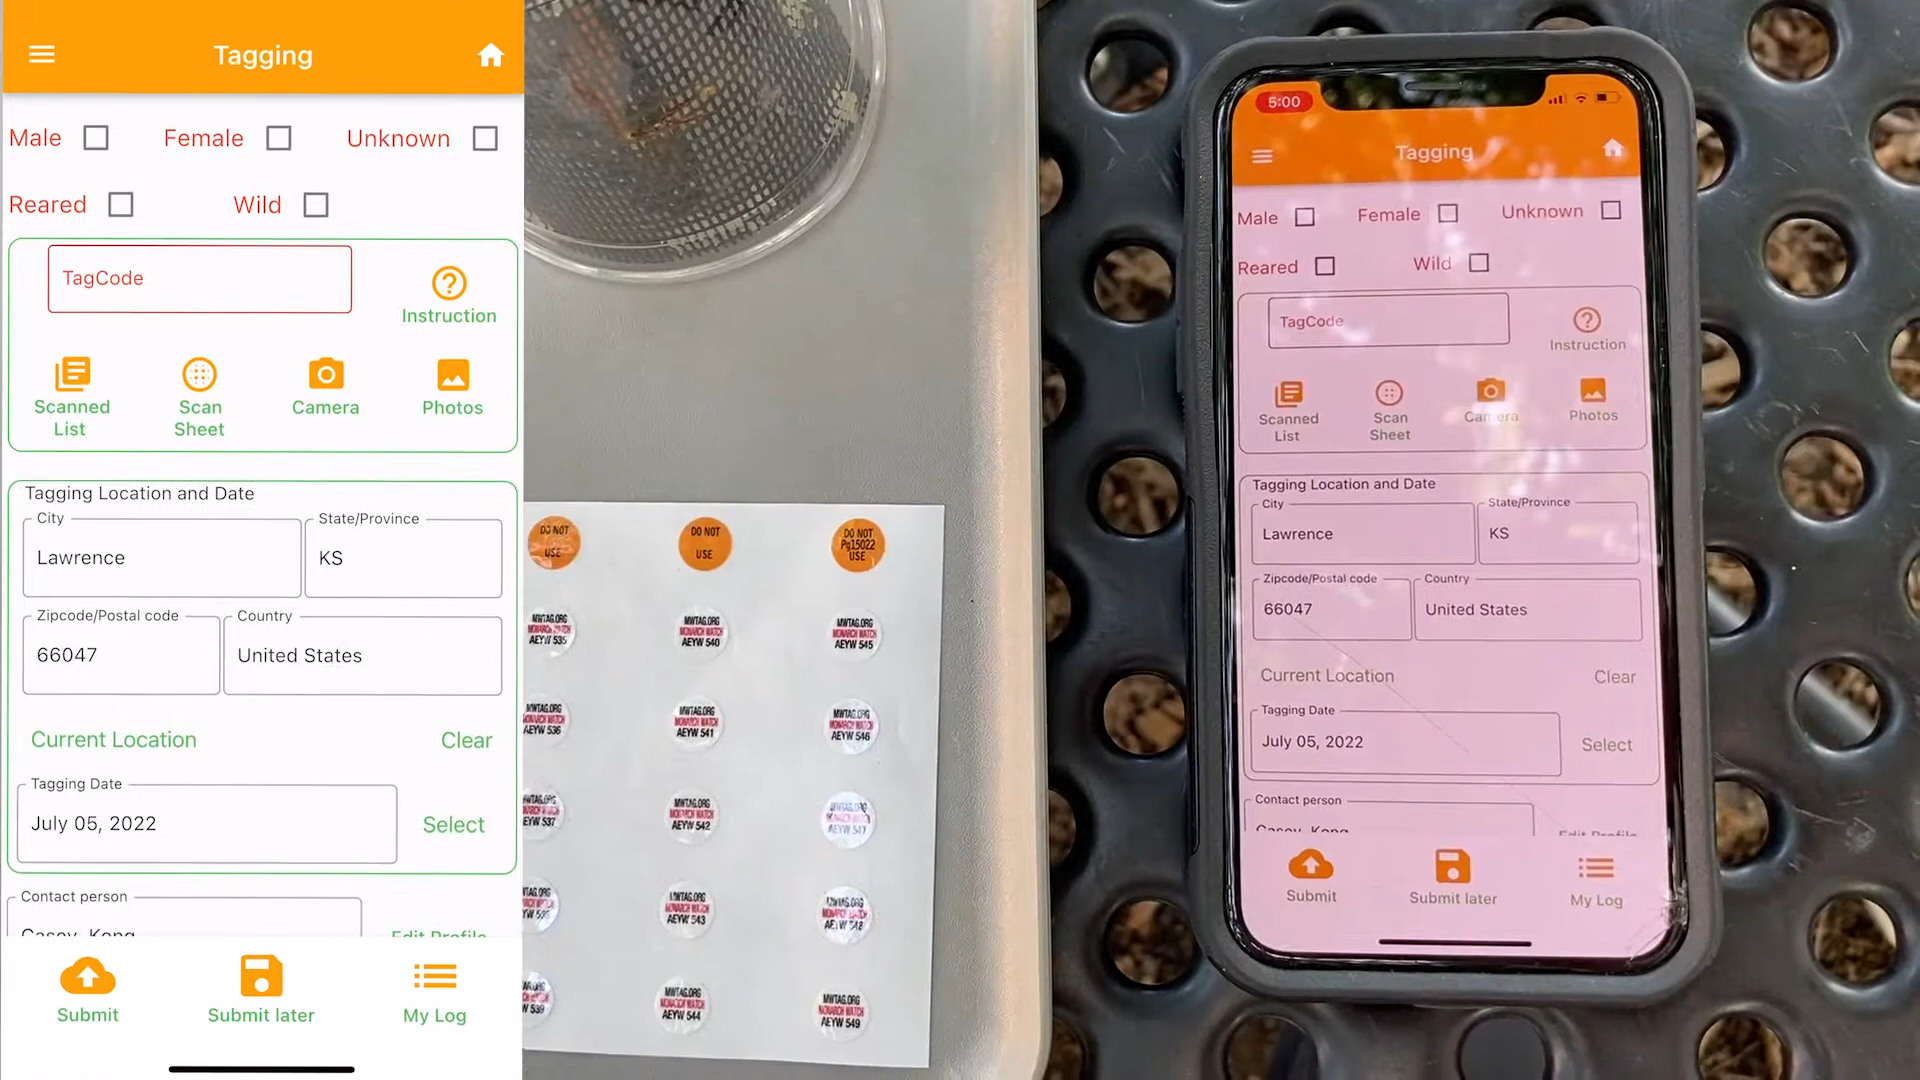 Tagging
Male Female Unknown
Reared Wild
TagCode
Instruction
Scanned List
Scan Sheet
Camera
Photos
Tagging Location and Date
City
Lawrence
State/Province
KS
Zipcode/Postal code
66047
Country
United States
Current Location Clear
Tagging Date
July 05, 2022
Select
Contact person
Casey, Kong
Edit Profile
Submit
Submit later
My Log
DO NOT
USE
DO NOT
USE
DO NOT
Pg15022
USE
MWTAG.ORG
MONARCH WATCH
AEYW 535
MWTAG.ORG
MONARCH WATCH
AEYW 540
MWTAG.ORG
MONARCH WATCH
AEYW 545
MWTAG.ORG
MONARCH WATCH
AEYW 536
MWTAG.ORG
MONARCH WATCH
AEYW 541
MWTAG.ORG
MONARCH WATCH
AEYW 546
EYW 537
MWTAG.ORG
MONARCH WATCH
AEYW 542
MWTAG.ORG
MONARCH WATCH
AEYW 547
MWTAG.ORG
MONARCH WATCH
AEYW 543
MWTAG.ORG
MONARCH WATCH
AEYW 548
W 539
MWTAG.ORG
MONARCH WATCH
AEYW 544
MWTAG.ORG
MONARCH WATCH
AEYW 549
5:00
Tagging
Male Female Unknown
Reared Wild
TagCode
Instruction
Scanned List
Scan Sheet
Camera
Photos
Tagging Location and Date
City
Lawrence
State/Province
KS
Zipcode/Postal code
66047
Country
United States
Current Location Clear
Tagging Date
July 05, 2022
Select
Contact person
Casey, Kong
Edit Profile
Submit
Submit later
My Log